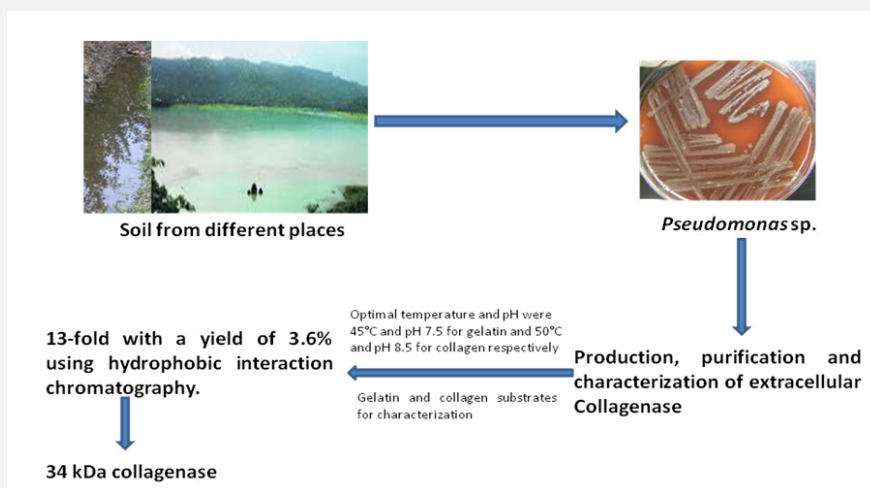 Soil from different places
Pseudomonas sp.
Optimal temperature and pH were
45°C and pH 7.5 for gelatin and 50°C
and pH 8.5 for collagen respectively
13-fold with a yield of 3.6%
using hydrophobic interaction
chromatography.
Production, purification and
characterization of extracellular
Collagenase
Gelatin and collagen substrates
for characterization
34 kDa collagenase